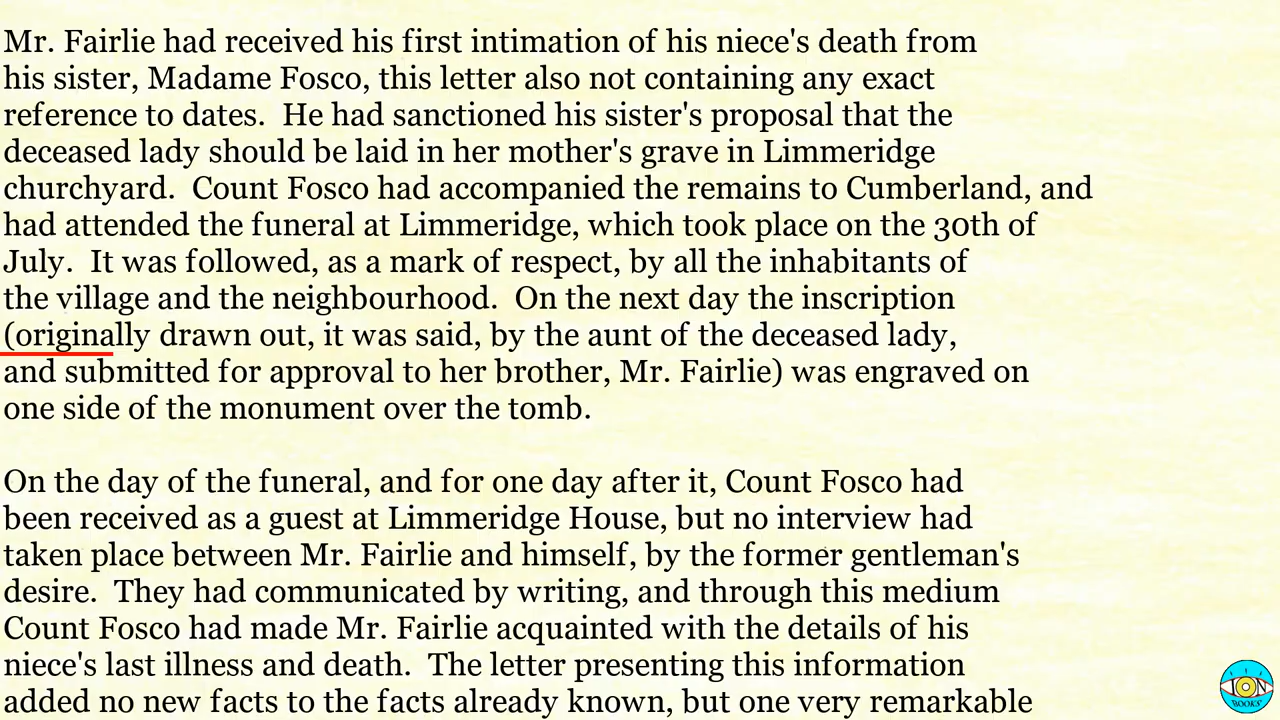 Mr. Fairlie had received his first intimation of his niece's death from
his sister, Madame Fosco, this letter also not containing any exact
reference to dates.  He had sanctioned his sister's proposal that the
deceased lady should be laid in her mother's grave in Limmeridge
churchyard.  Count Fosco had accompanied the remains to Cumberland, and
had attended the funeral at Limmeridge, which took place on the 30th of
July.  It was followed, as a mark of respect, by all the inhabitants of
the village and the neighbourhood.  On the next day the inscription
(originally drawn out, it was said, by the aunt of the deceased lady,
and submitted for approval to her brother, Mr. Fairlie) was engraved on
one side of the monument over the tomb.

On the day of the funeral, and for one day after it, Count Fosco had
been received as a guest at Limmeridge House, but no interview had
taken place between Mr. Fairlie and himself, by the former gentleman's
desire.  They had communicated by writing, and through this medium
Count Fosco had made Mr. Fairlie acquainted with the details of his
niece's last illness and death.  The letter presenting this information
added no new facts to the facts already known, but one very remarkable
ION
BOOKS